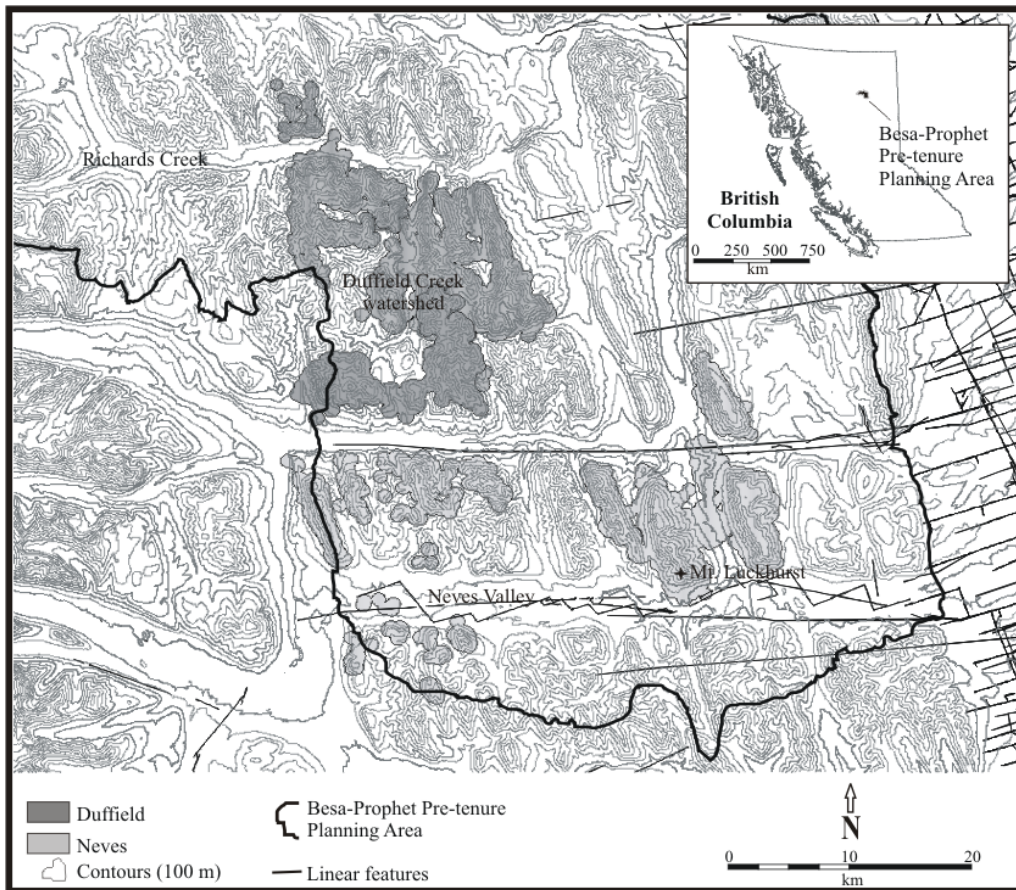 Besa-Prophet
Pre-tenure
Planning Area
British
Columbia
0 250 500 750
km
Richards Creek
Duffield Creek
watershed
Mt. Luckhurst
Neves Valley
Duffield
Neves
Contours (100 m)
Besa-Prophet Pre-tenure
Planning Area
Linear features
N
0 10 20
km